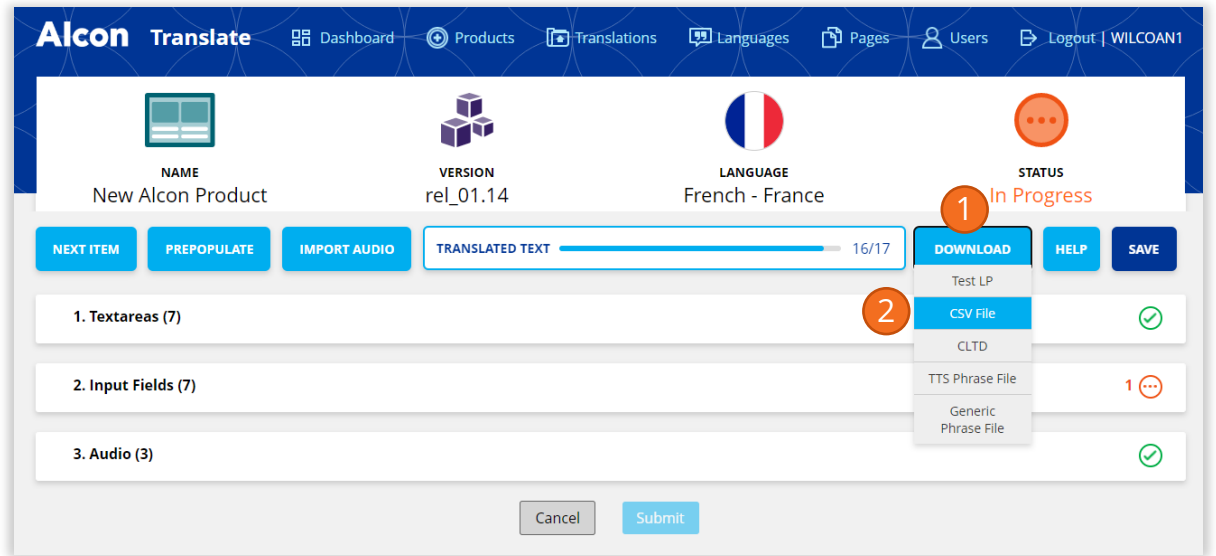 Alcon Translate Dashboard Products Translations Languages Pages Users Logout | WILCOAN1
NAME VERSION LANGUAGE STATUS
New Alcon Product rel_01.14 French - France In Progress
1
NEXT ITEM PREPOPULATE IMPORT AUDIO TRANSLATED TEXT 16/17 DOWNLOAD HELP SAVE
Test LP
1. Textareas (7)
2
CSV File
CLTD
2. Input Fields (7)
TTS Phrase File
1
Generic
Phrase File
3. Audio (3)
Cancel Submit